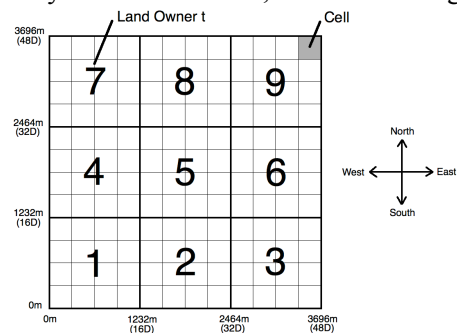 Land Owner t
Cell
3696m
(48D)
7
8
9
2464m
(32D)
North
4
5
6
West
East
South
1232m
(16D)
1
2
3
0m
0m
1232m
(16D)
2464m
(32D)
3696m
(48D)